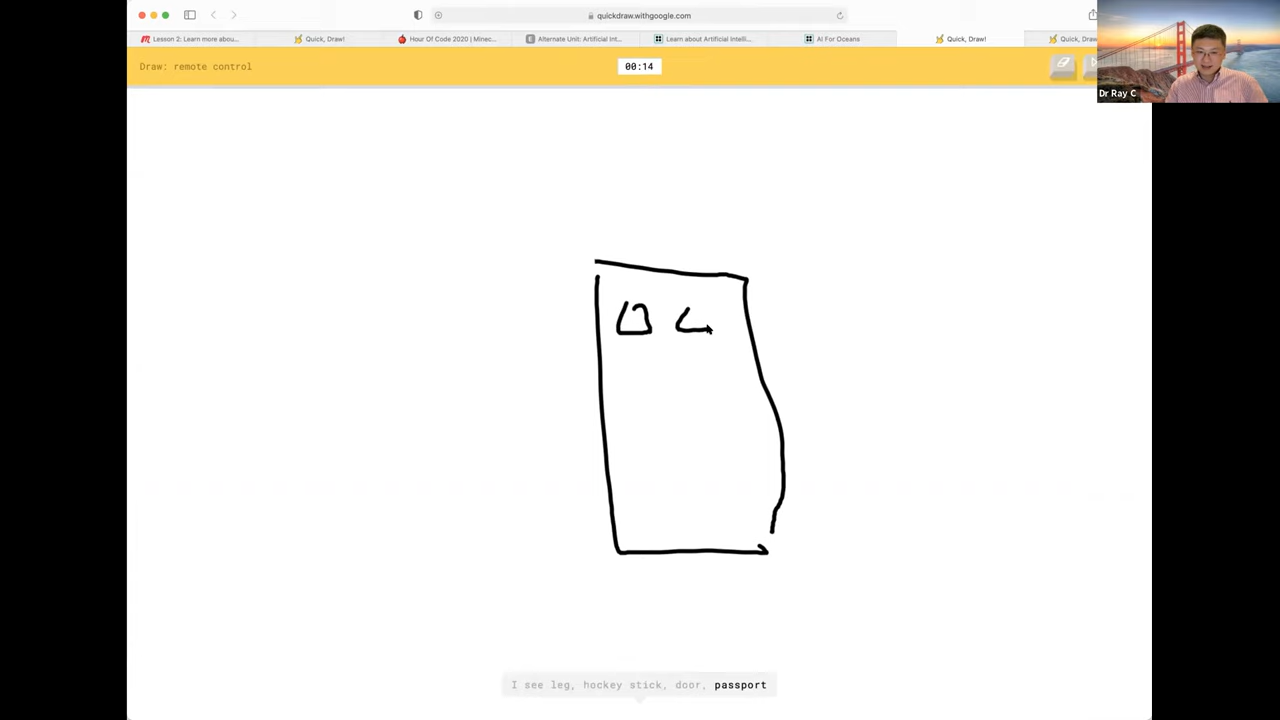 quickdraw.withgoogle.com
Lesson 2: Learn more abou...
Quick, Draw!
Hour Of Code 2020 | Minec...
Alternate Unit: Artificial Int...
Learn about Artificial Intelli...
AI For Oceans
Quick, Draw!
Quick, Draw
Draw: remote control
00:14
Dr Ray C
I see leg, hockey stick, door, passport